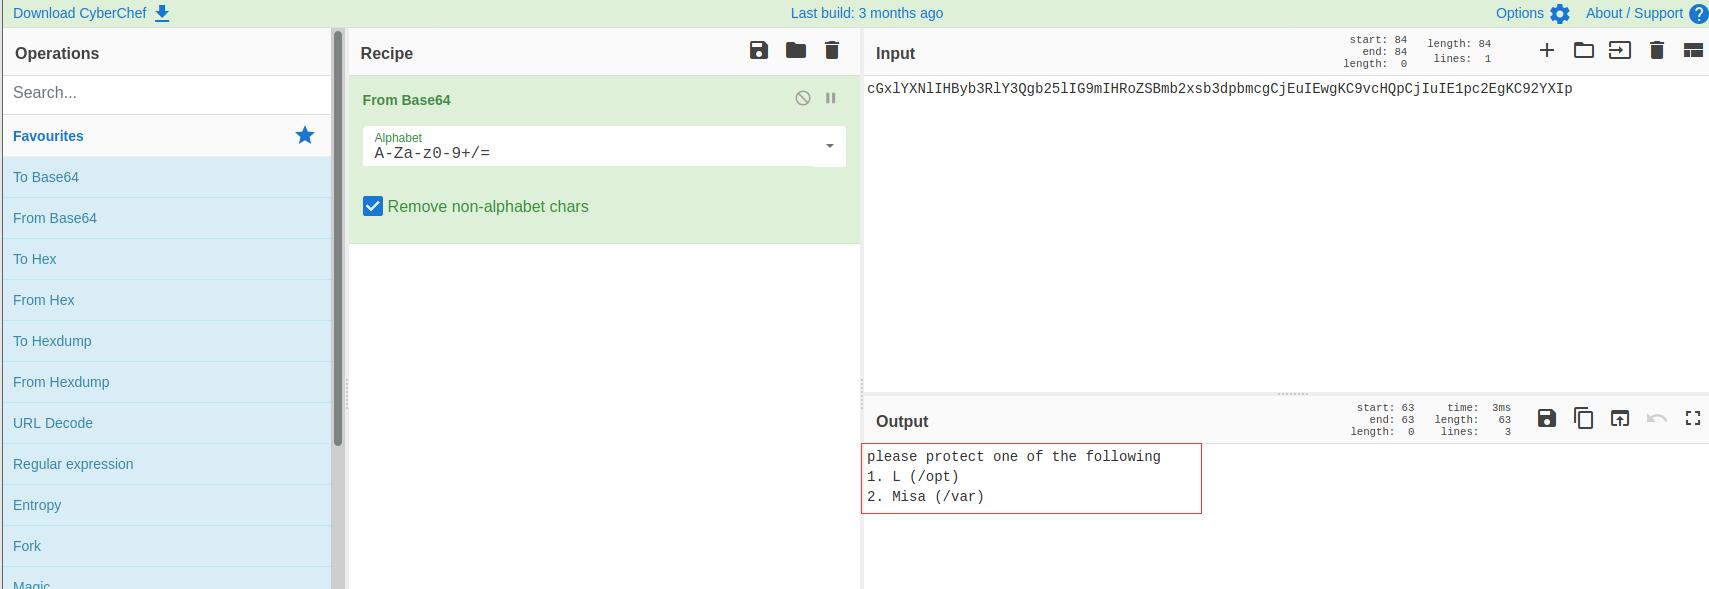 Download CyberChef
Last build: 3 months ago
Options
About / Support
Operations
Search...
Favourites
To Base64
From Base64
To Hex
From Hex
To Hexdump
From Hexdump
URL Decode
Regular expression
Entropy
Fork
Magic
Recipe
From Base64
Alphabet
A-Za-z0-9+/=
Remove non-alphabet chars
Input
start: 84
end: 84
length: 0
length: 84
lines: 1
cGxlYXNlIHByb3RlY3Qgb25lIG9mIHRoZSBmb2xsb3dpbmcgCjEuIEwgKC9vcHQpCjIuIE1pc2EgKC92YXIp
Output
start: 63
end: 63
length: 0
time: 3ms
length: 63
lines: 3
please protect one of the following
1. L (/opt)
2. Misa (/var)